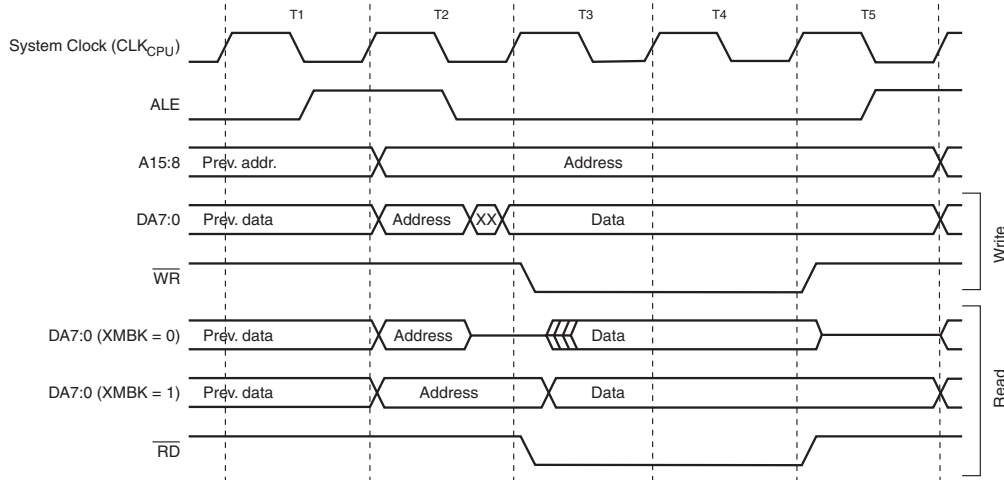 T1 T2 T3 T4 T5
System Clock (CLKCPU)
ALE
A15:8 Prev. addr. Address
DA7:0 Prev. data Address XX Data
WR
Write
DA7:0 (XMBK = 0) Prev. data Address Data
DA7:0 (XMBK = 1) Prev. data Address Data
RD
Read